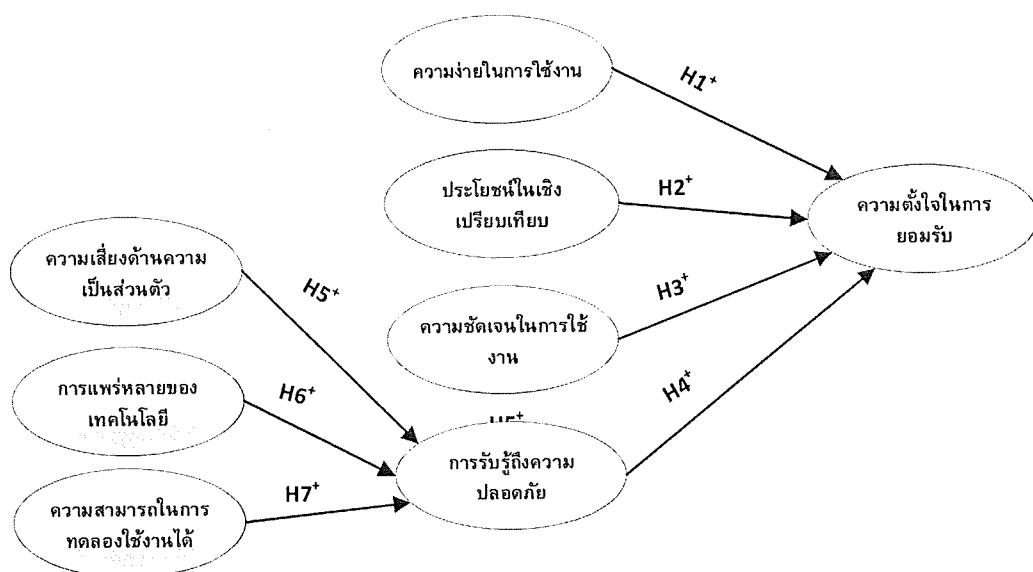 ความง่ายในการใช้งาน
H1+
ประโยชน์ในเชิง
เปรียบเทียบ
H2+
ความตั้งใจในการ
ยอมรับ
ความเสี่ยงด้านความ
เป็นส่วนตัว
H5+
ความชัดเจนในการใช้
งาน
H3+
การแพร่หลายของ
เทคโนโลยี
H6+
H4+
การรับรู้ถึงความ
ปลอดภัย
ความสามารถในการ
ทดลองใช้งานได้
H7+